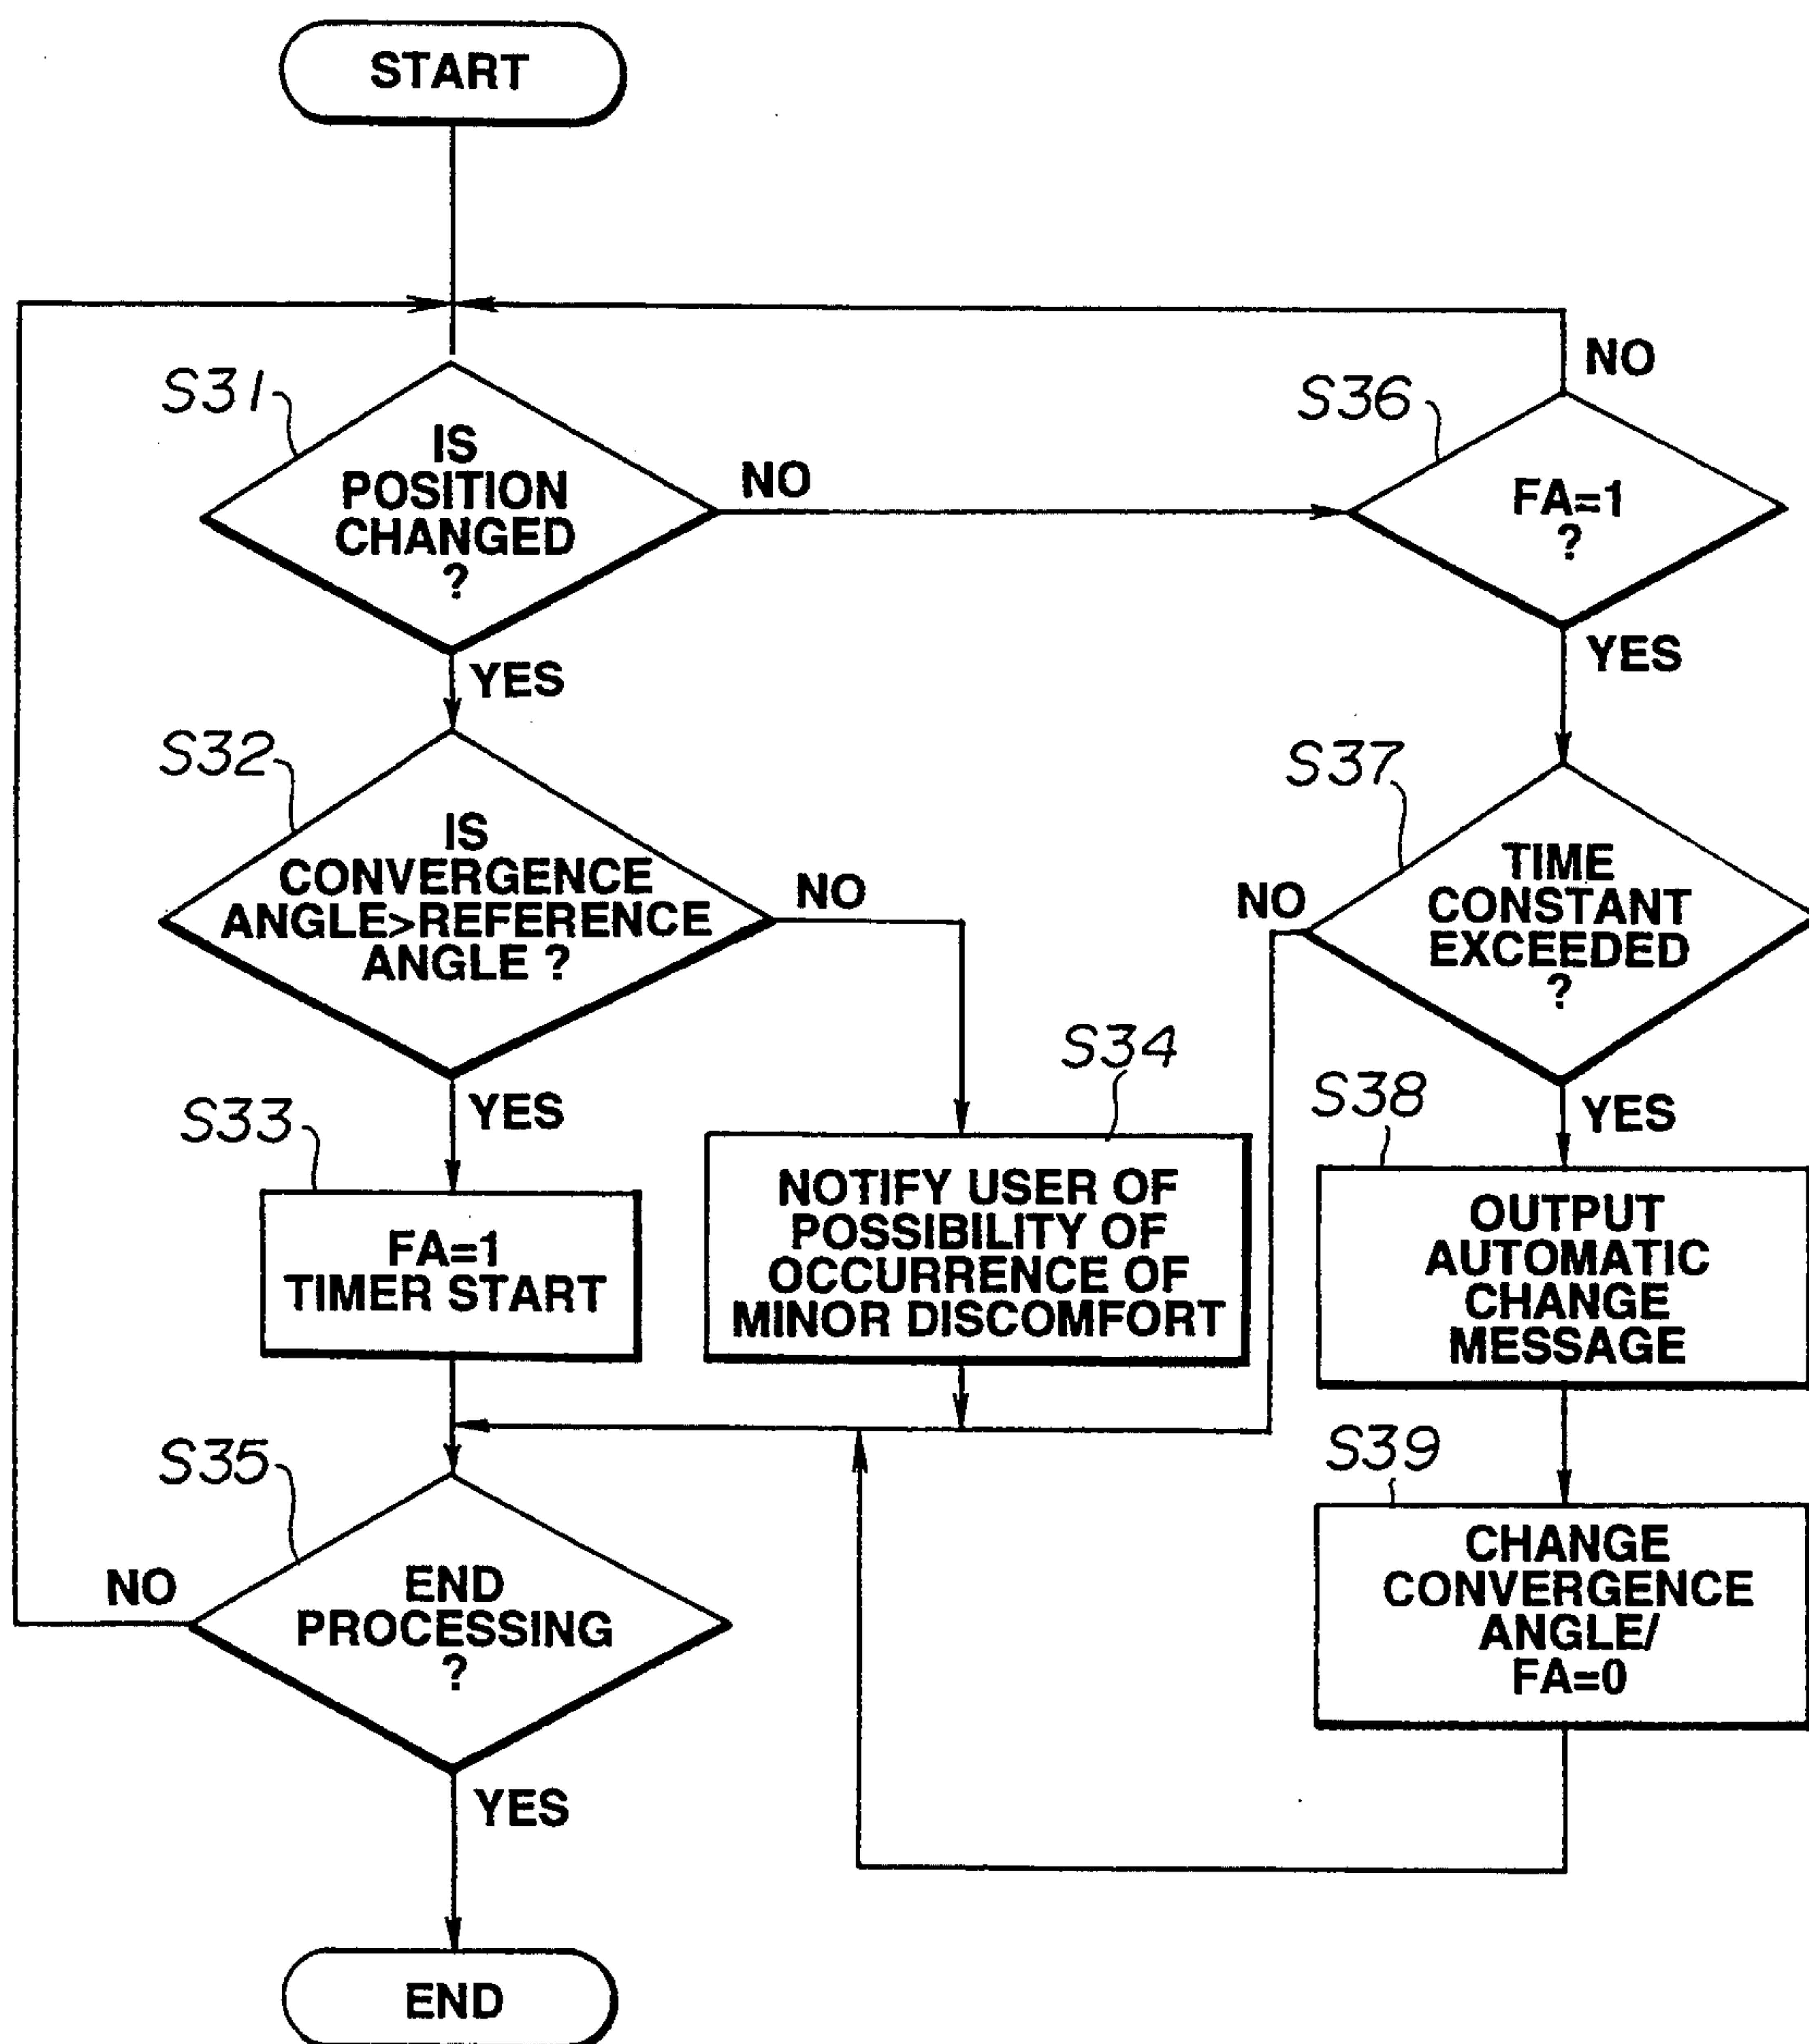 START
S31
IS
POSITION
CHANGED
?
NO
YES
S36
NO
FA=1
?
YES
S32
IS
CONVERGENCE
ANGLE>REFERENCE
ANGLE ?
NO
YES
S37
NO
TIME
CONSTANT
EXCEEDED
?
YES
S33
FA=1
TIMER START
S34
NOTIFY USER OF
POSSIBILITY OF
OCCURRENCE OF
MINOR DISCOMFORT
S38
OUTPUT
AUTOMATIC
CHANGE
MESSAGE
S35
NO
END
PROCESSING
?
YES
S39
CHANGE
CONVERGENCE
ANGLE/
FA=0
END